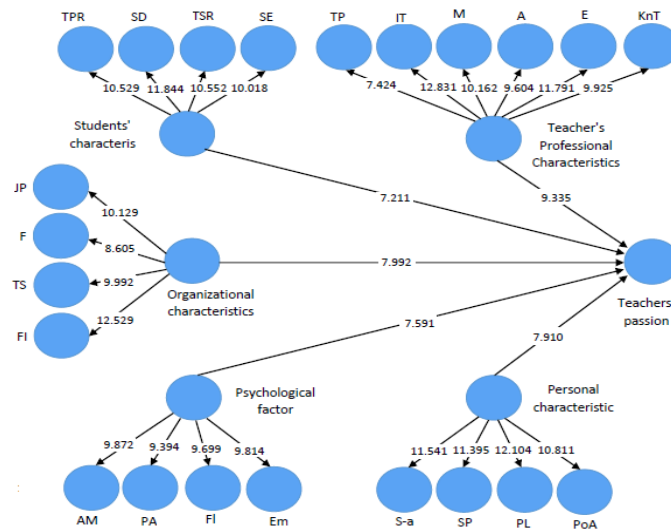 TPR SD TSR SE TP IT M A E KnT
10.529 11.844 10.552 10.018 7.424 12.831 10.162 9.604 11.791 9.925
Students'
characteris
Teacher's
Professional
Characteristics
JP
10.129
7.211
9.335
F
8.605
TS
9.992
7.992
FI
12.529
Organizational
characteristics
Teachers
passion
7.591
7.910
Psychological
factor
Personal
characteristic
9.872 9.394 9.699 9.814 11.541 11.395 12.104 10.811
AM PA Fl Em S-a SP PL PoA